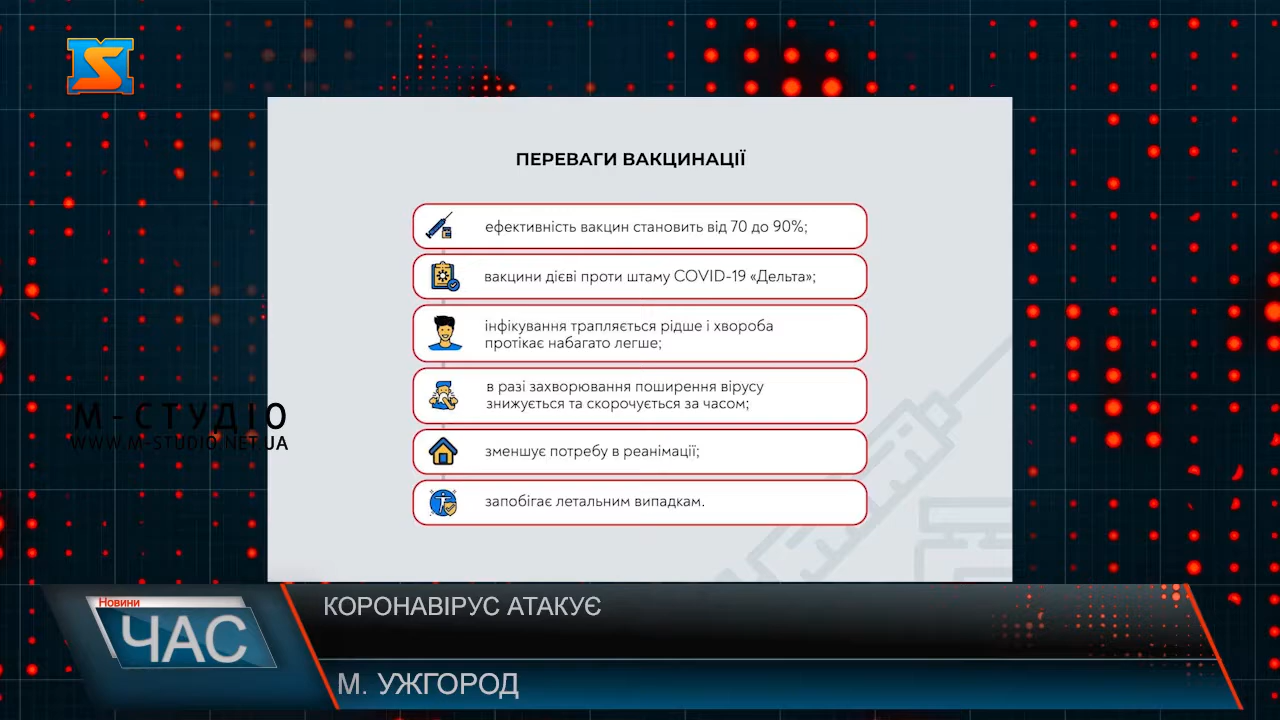 ПЕРЕВАГИ ВАКЦИНАЦІЇ
ефективність вакцин становить від 70 до 90%;
вакцини дієві проти штаму COVID-19 «Дельта»;
інфікування трапляється рідше і хвороба
протікає набагато легше;
в разі захворювання поширення вірусу
знижується та скорочується за часом;
зменшує потребу в реанімації;
запобігає летальним випадкам.
М-СТУДІО
WWW.M-STUDIO.NET.UA
Новини
ЧАС
КОРОНАВІРУС АТАКУЄ
М. УЖГОРОД